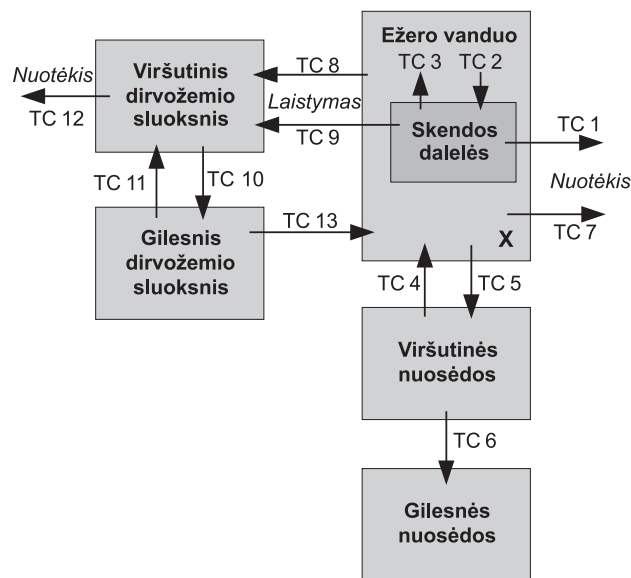 Ežero vanduo
TC 3
TC 2
Skendos
dalelės
TC 1
Nuotėkis
TC 7
X
TC 8
Laistymas
TC 9
Viršutinis
dirvožemio
sluoksnis
Nuotėkis
TC 12
TC 11
TC 10
Gilesnis
dirvožemio
sluoksnis
TC 13
TC 4
TC 5
Viršutinės
nuosėdos
TC 6
Gilesnės
nuosėdos